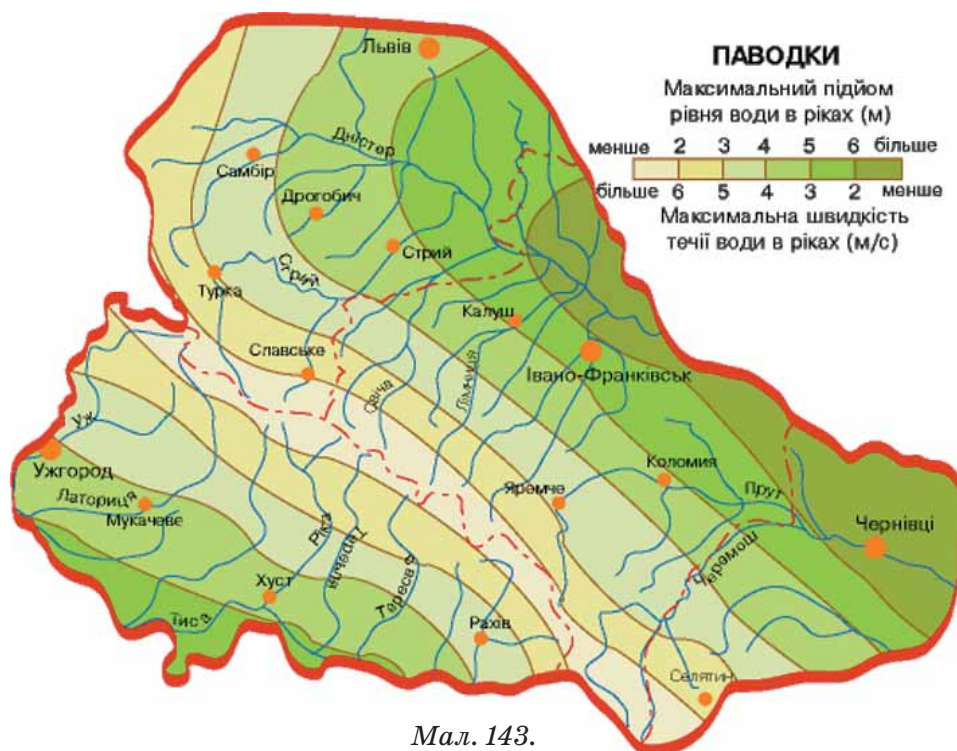 Львів
ПАВОДКИ
Максимальний підйом
рівня води в ріках (м)
менше 2 3 4 5 6 більше
більше 6 5 4 3 2 менше
Максимальна швидкість
течії води в ріках (м/с)
Дністер
Самбір
Дрогобич
Стрий
Стрий
Турка
Калуш
Славське
Івано-Франківськ
Свіча
Лімниця
Уж
Ужгород
Латориця
Мукачеве
Коломия
Яремче
Прут
Чернівці
Ріка
Теребля
Тересва
Черемош
Хуст
Тиса
Рахів
Селятин
Мал. 143.